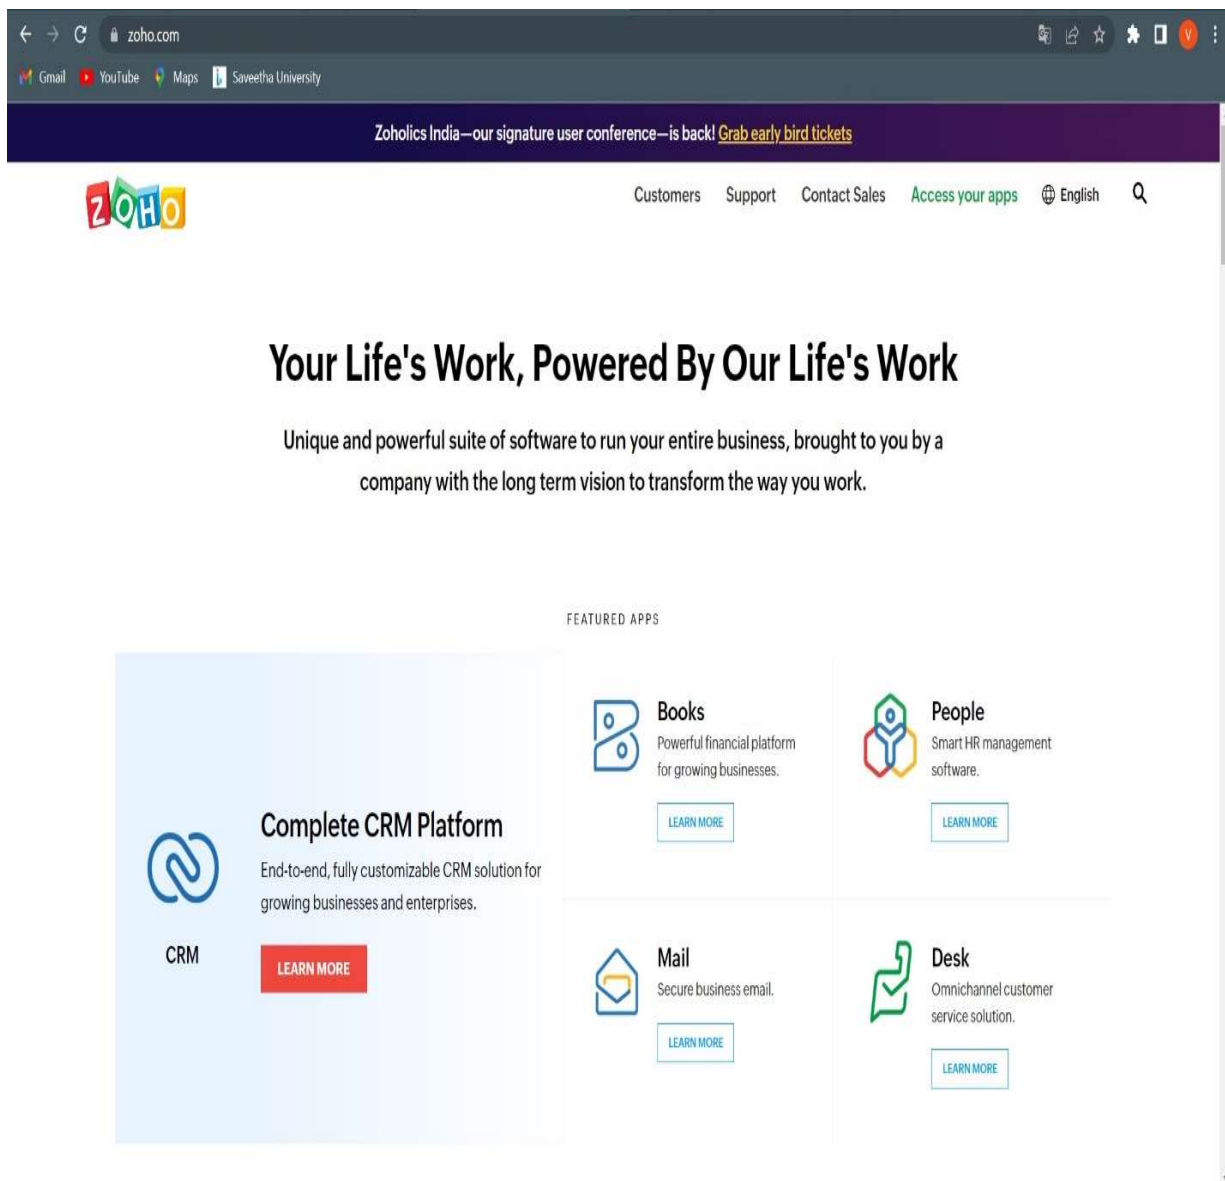 zoho.com
V
Gmail YouTube Maps Saveetha University
Zoholics India—our signature user conference—is back! Grab early bird tickets
ZOHO
Customers Support Contact Sales Access your apps English
Your Life's Work, Powered By Our Life's Work
Unique and powerful suite of software to run your entire business, brought to you by a
company with the long term vision to transform the way you work.
FEATURED APPS
CRM
Complete CRM Platform
End-to-end, fully customizable CRM solution for
growing businesses and enterprises.
LEARN MORE
Books
Powerful financial platform
for growing businesses.
LEARN MORE
People
Smart HR management
software.
LEARN MORE
Mail
Secure business email.
LEARN MORE
Desk
Omnichannel customer
service solution.
LEARN MORE